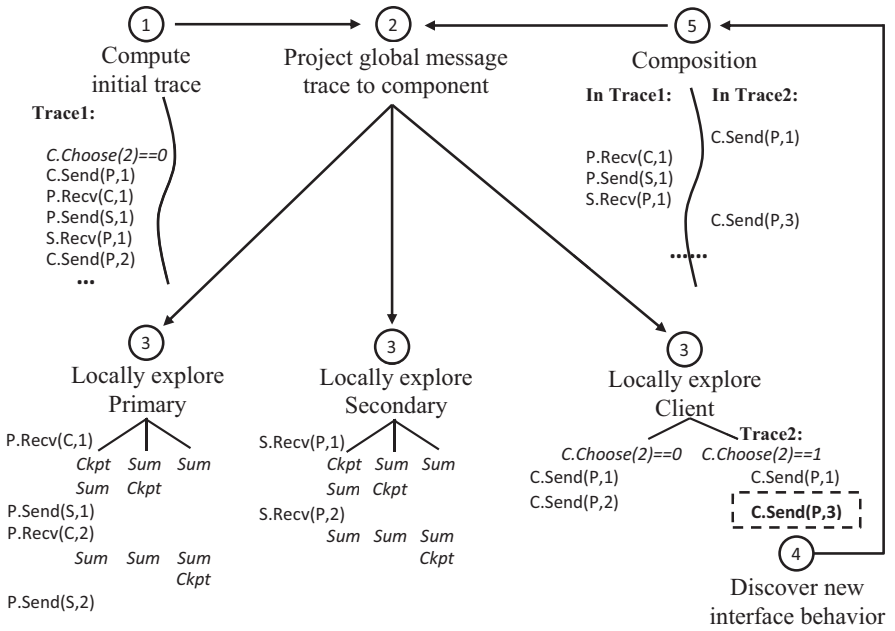 1
Compute
initial trace
Trace1:
C.Choose(2)==0
C.Send(P,1)
P.Recv(C,1)
P.Send(S,1)
S.Recv(P,1)
C.Send(P,2)
...
2
Project global message
trace to component
5
Composition
In Trace1: In Trace2:
C.Send(P,1)
P.Recv(C,1)
P.Send(S,1)
S.Recv(P,1)
C.Send(P,3)
......
3
Locally explore
Primary
P.Recv(C,1)
Ckpt Sum Sum
Sum Ckpt
P.Send(S,1)
P.Recv(C,2)
Sum Sum Sum
Ckpt
P.Send(S,2)
3
Locally explore
Secondary
S.Recv(P,1)
Ckpt Sum Sum
Sum Ckpt
S.Recv(P,2)
Sum Sum Sum
Ckpt
3
Locally explore
Client
Trace2:
C.Choose(2)==0 C.Choose(2)==1
C.Send(P,1) C.Send(P,1)
C.Send(P,2) C.Send(P,3)
4
Discover new
interface behavior